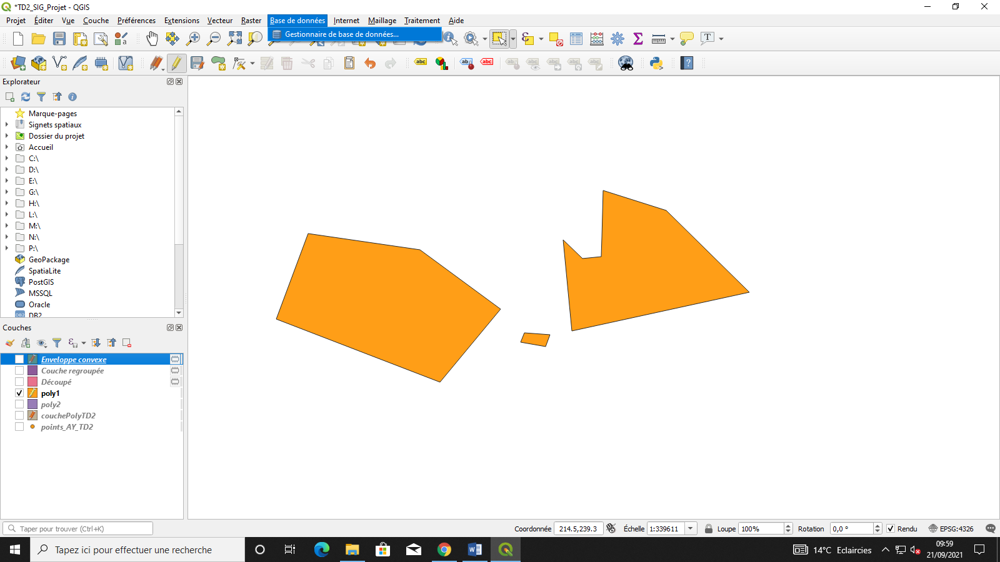 *TD2_SIG_Projet - QGIS
Projet Éditer Vue Couche Préférences Extensions Vecteur Raster Base de données Internet Maillage Traitement Aide
Gestionnaire de base de données...
Explorateur
Marque-pages
Signets spatiaux
Dossier du projet
Accueil
C:\
D:\
E:\
G:\
H:\
L:\
M:\
N:\
P:\
GeoPackage
SpatiaLite
PostGIS
MSSQL
Oracle
DB2
Couches
Enveloppe convexe
Couche regroupée
Découpé
poly1
poly2
couchePolyTD2
points_AY_TD2
Taper pour trouver (Ctrl+K) Coordonnée 214.5,239.3 Échelle 1:339611 Loupe 100% Rotation 0,0 ° Rendu EPSG:4326
Tapez ici pour effectuer une recherche 14°C Eclaircies 09:59
21/09/2021